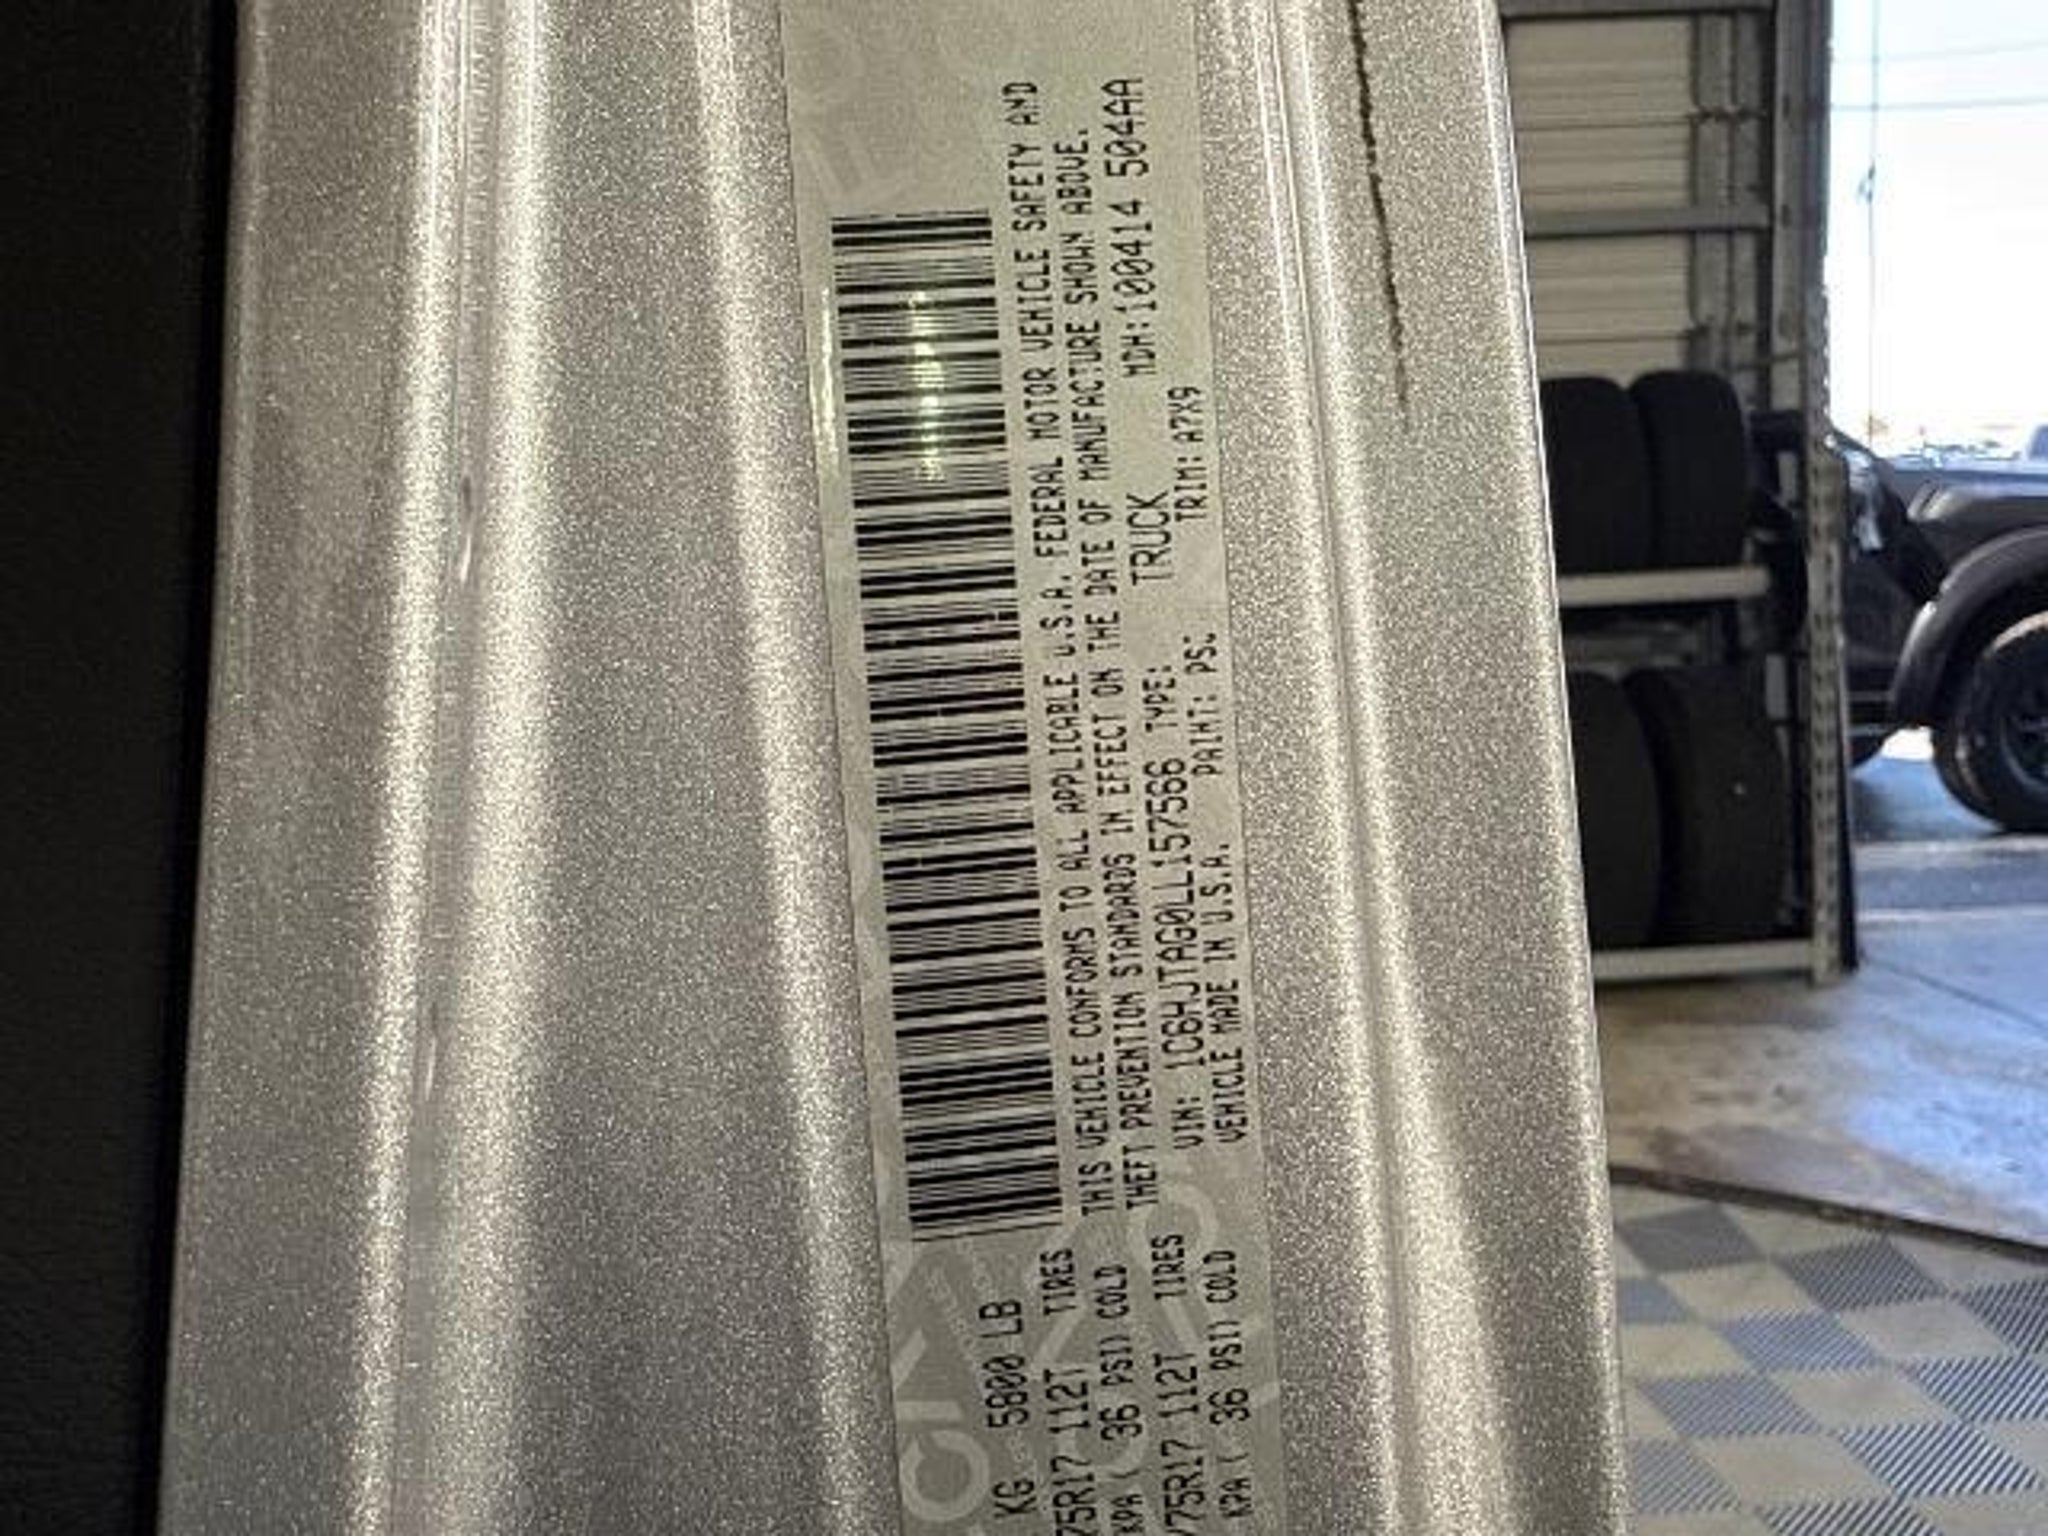 KG 5800 LB
75R17 112T TIRES
KPA ( 36 PSI) COLD
/75R17 112T TIRES
KPA ( 36 PSI) COLD
THIS VEHICLE CONFORMS TO ALL APPLICABLE U.S.A. FEDERAL MOTOR VEHICLE SAFETY AND
THEFT PREVENTION STANDARDS IN EFFECT ON THE DATE OF MANUFACTURE SHOWN ABOVE.
VIN: 1C6HJTAG0LL157566 TYPE: TRUCK MDH:100414 504AA
VEHICLE MADE IN U.S.A. PAINT: PSC TRIM:A7X9